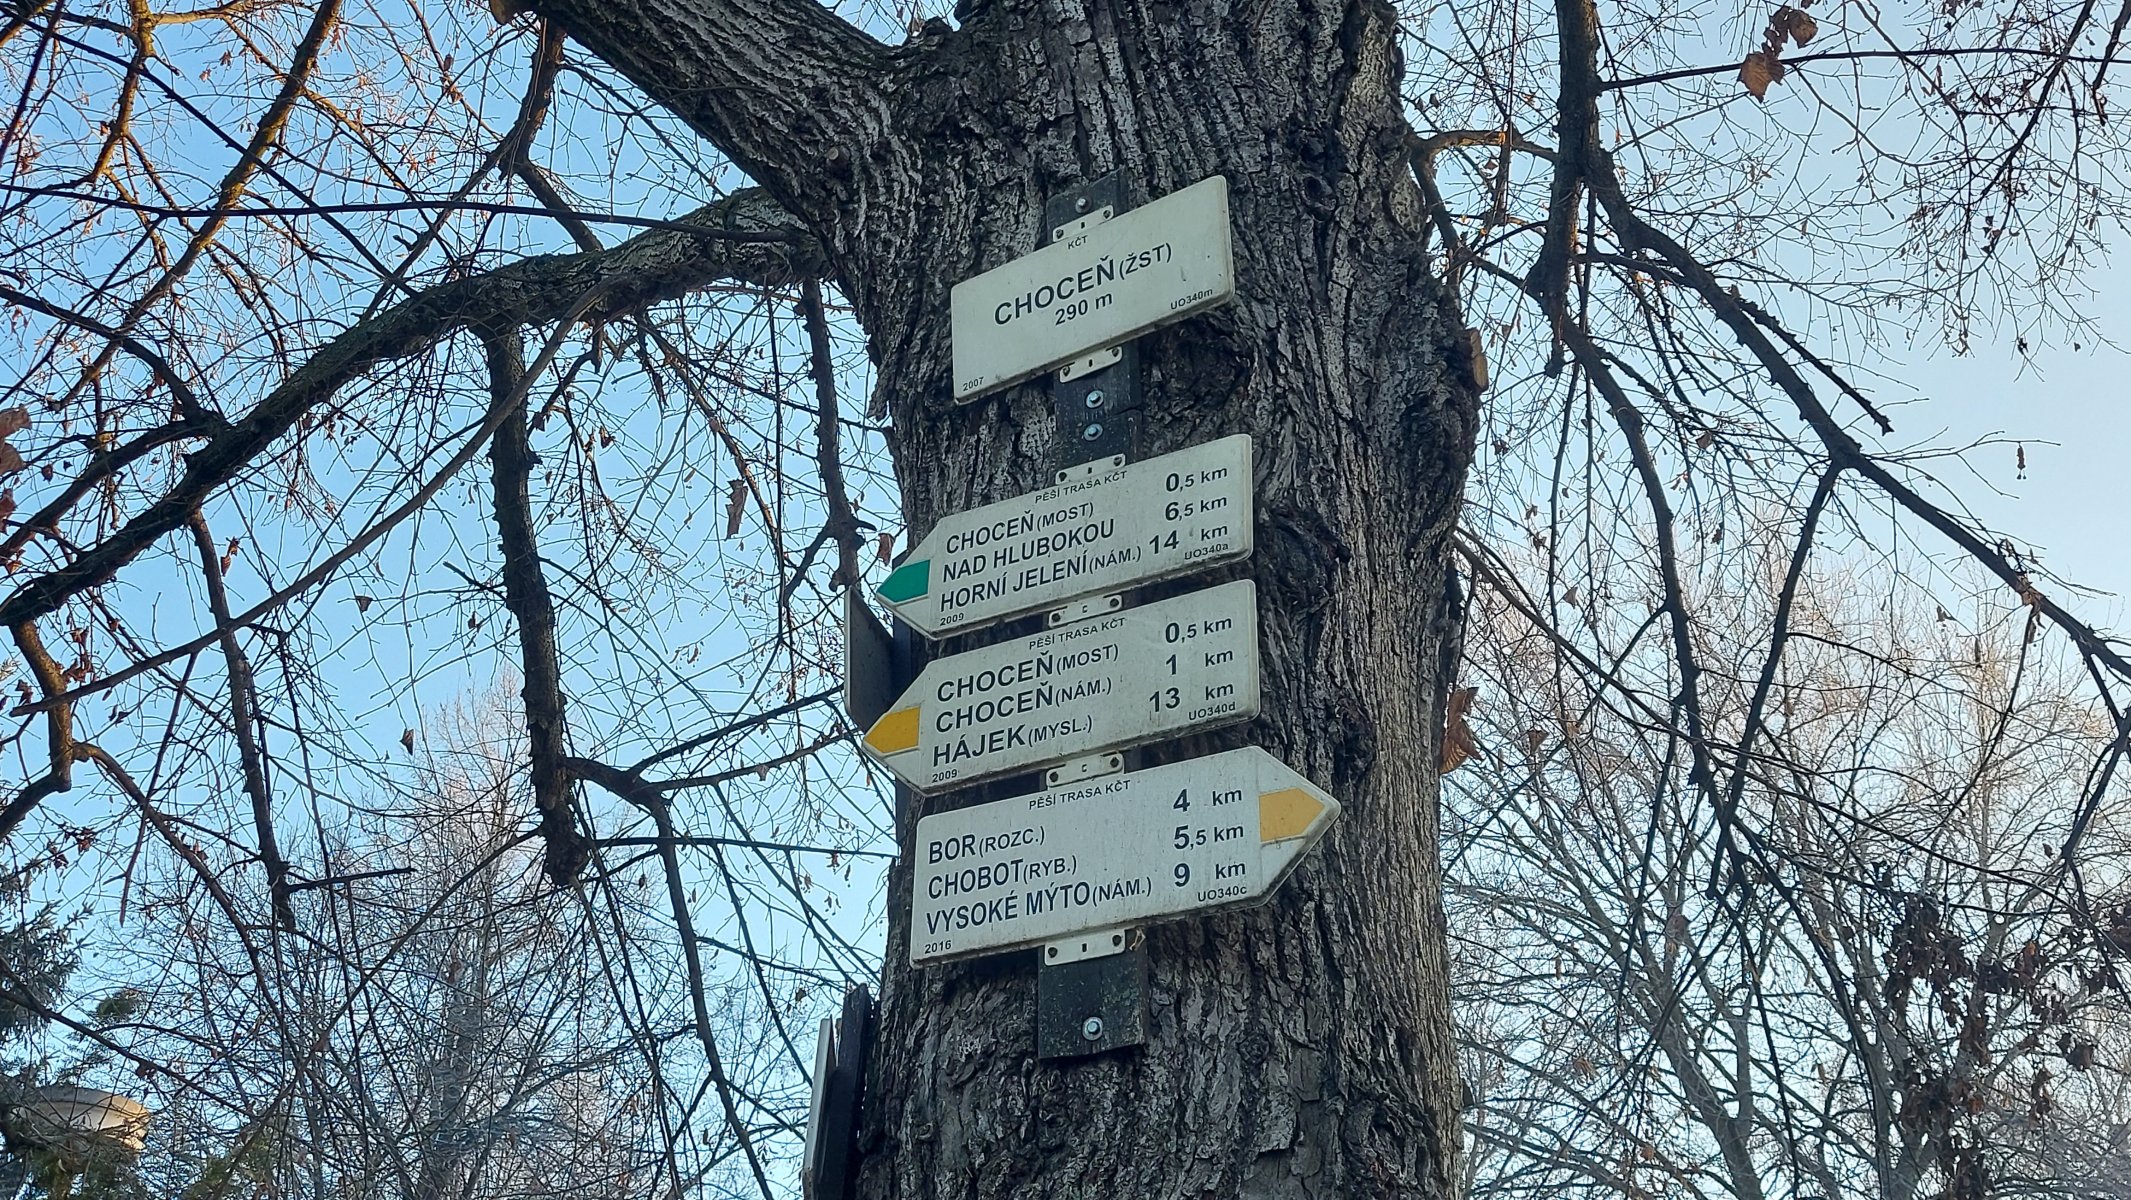 KČT
CHOCEŇ (ŽST)
290 m
UO340m
2007
PĚŠÍ TRASA KČT
CHOCEŇ (MOST) 0,5 km
NAD HLUBOKOU 6,5 km
HORNÍ JELENÍ (NÁM.) 14 km
2009 UO340a
PĚŠÍ TRASA KČT
CHOCEŇ (MOST) 0,5 km
CHOCEŇ (NÁM.) 1 km
HÁJEK (MYSL.) 13 km
2009 UO340d
PĚŠÍ TRASA KČT
BOR (ROZC.) 4 km
CHOBOT (RYB.) 5,5 km
VYSOKÉ MÝTO (NÁM.) 9 km
2016 UO340c